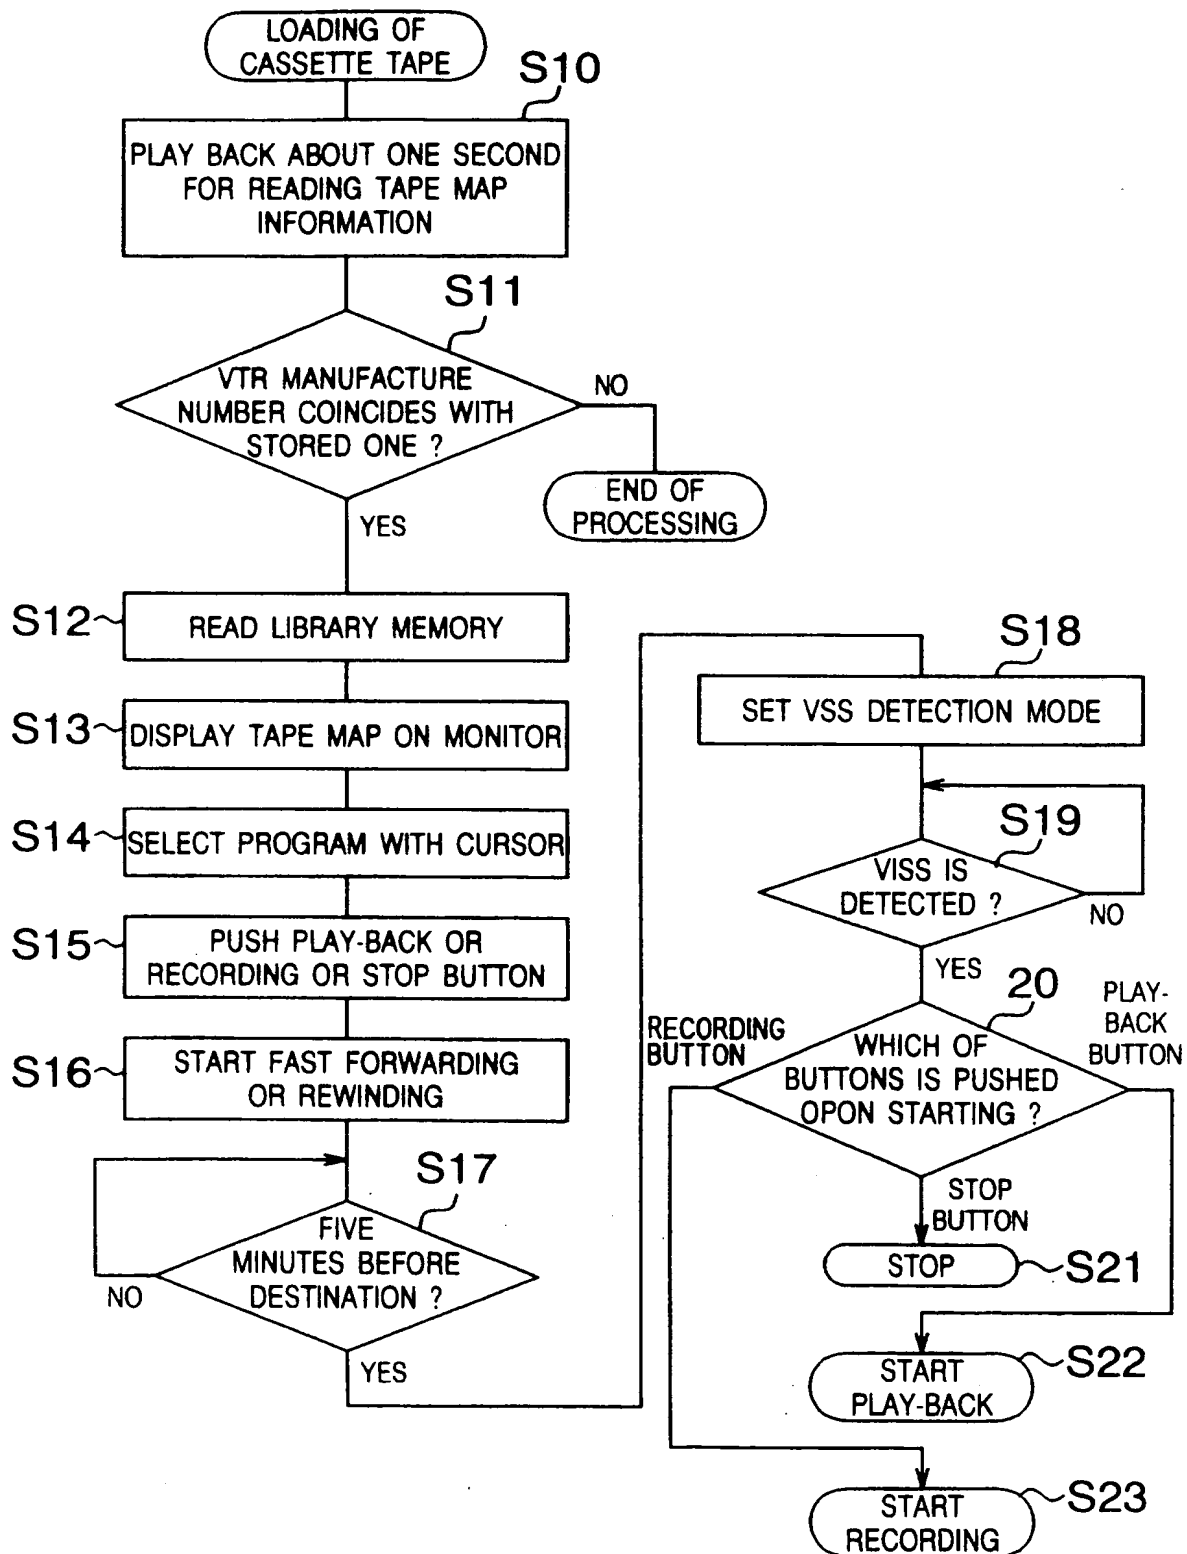 LOADING OF
CASSETTE TAPE
S10
PLAY BACK ABOUT ONE SECOND
FOR READING TAPE MAP
INFORMATION
S11
VTR MANUFACTURE
NUMBER COINCIDES WITH
STORED ONE ?
NO
END OF
PROCESSING
YES
S12
READ LIBRARY MEMORY
S13
DISPLAY TAPE MAP ON MONITOR
S14
SELECT PROGRAM WITH CURSOR
S15
PUSH PLAY-BACK OR
RECORDING OR STOP BUTTON
S16
START FAST FORWARDING
OR REWINDING
S17
FIVE
MINUTES BEFORE
DESTINATION ?
NO
YES
S18
SET VSS DETECTION MODE
S19
VISS IS
DETECTED ?
NO
YES
20
WHICH OF
BUTTONS IS PUSHED
OPON STARTING ?
RECORDING
BUTTON
PLAY-
BACK
BUTTON
STOP
BUTTON
STOP
S21
START
PLAY-BACK
S22
START
RECORDING
S23